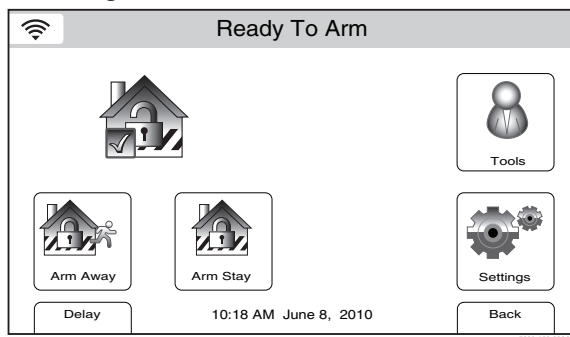 Ready To Arm
Tools
Arm Away
Arm Stay
Settings
Delay
10:18 AM June 8, 2010
Back